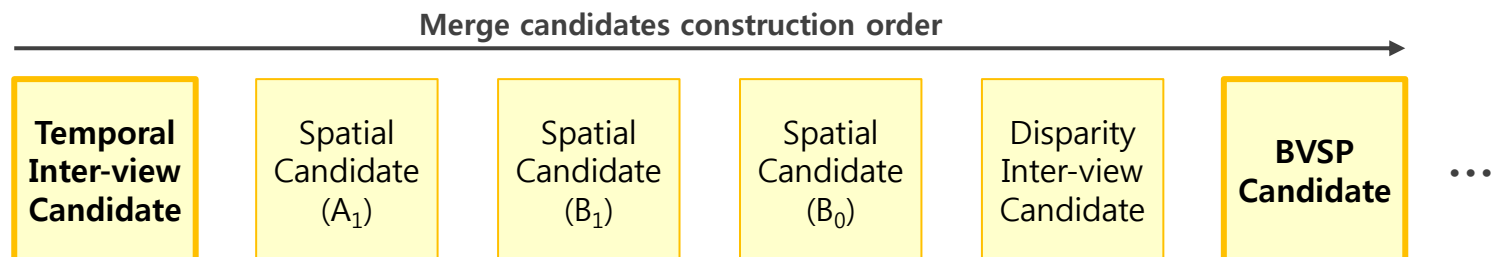 Merge candidates construction order
Temporal
Inter-view
Candidate
Spatial
Candidate
(A₁)
Spatial
Candidate
(B₁)
Spatial
Candidate
(B₀)
Disparity
Inter-view
Candidate
BVSP
Candidate
...